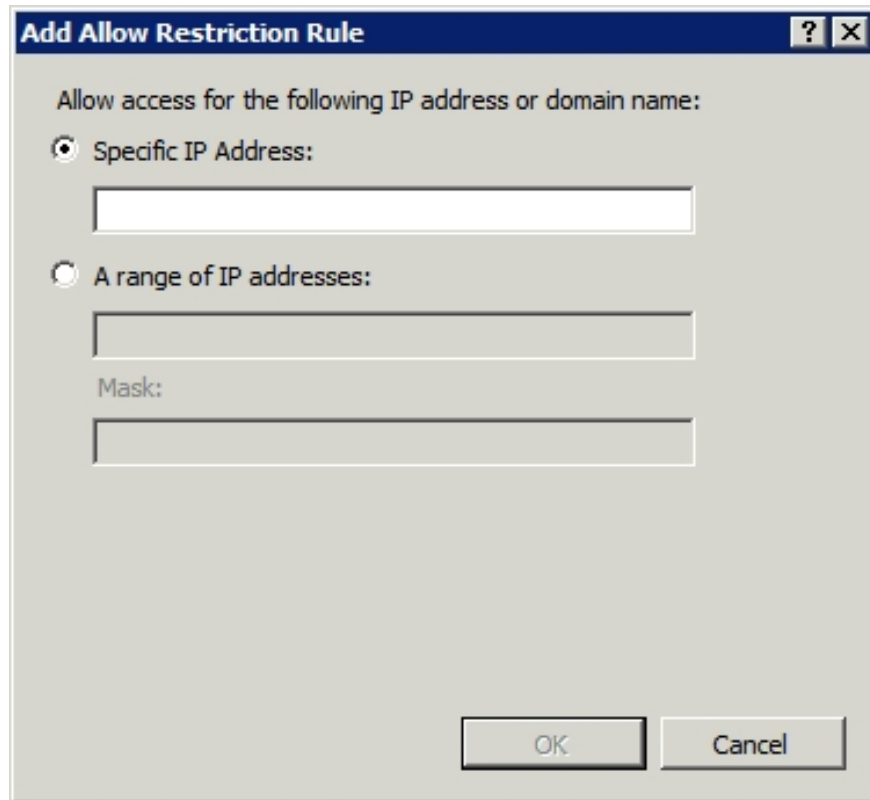 Add Allow Restriction Rule
Allow access for the following IP address or domain name:
Specific IP Address:
A range of IP addresses:
Mask:
OK
Cancel